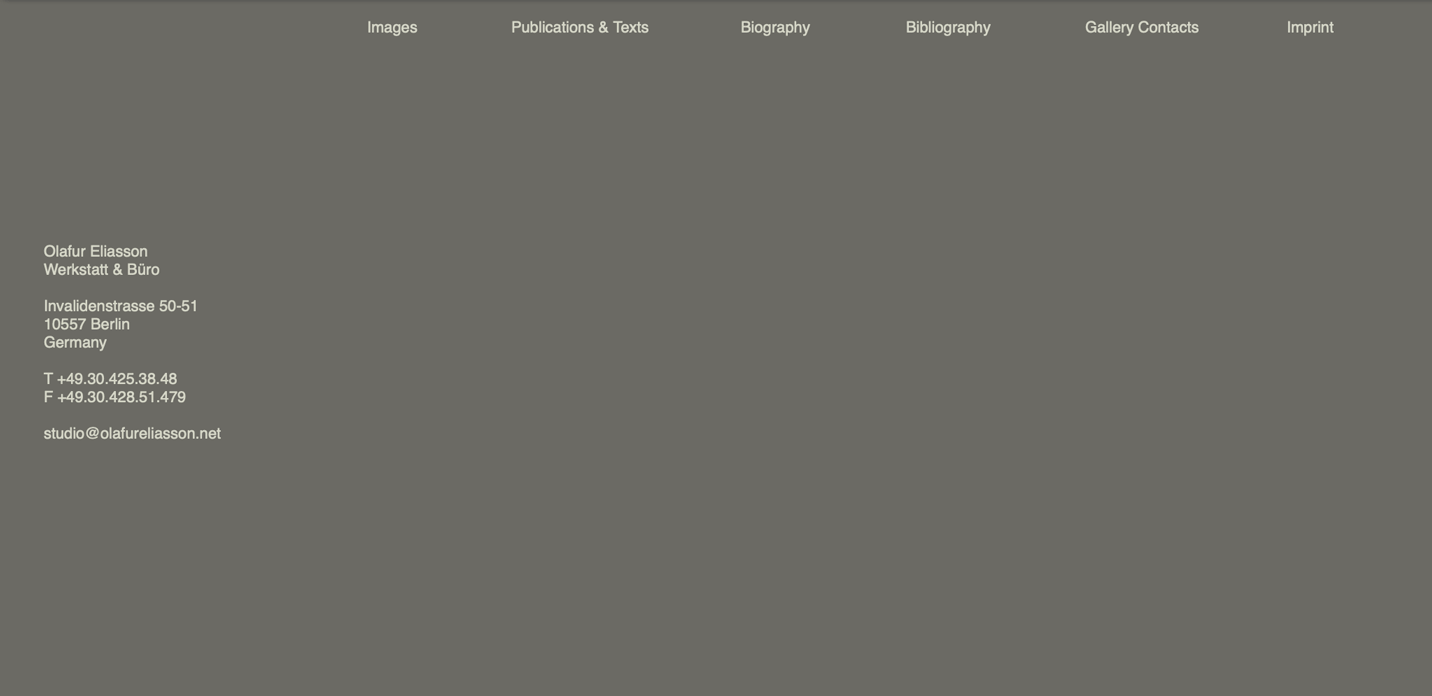 Images
Publications & Texts
Biography
Bibliography
Gallery Contacts
Imprint
Olafur Eliasson
Werkstatt & Büro
Invalidenstrasse 50-51
10557 Berlin
Germany
T +49.30.425.38.48
F +49.30.428.51.479
studio@olafureliasson.net